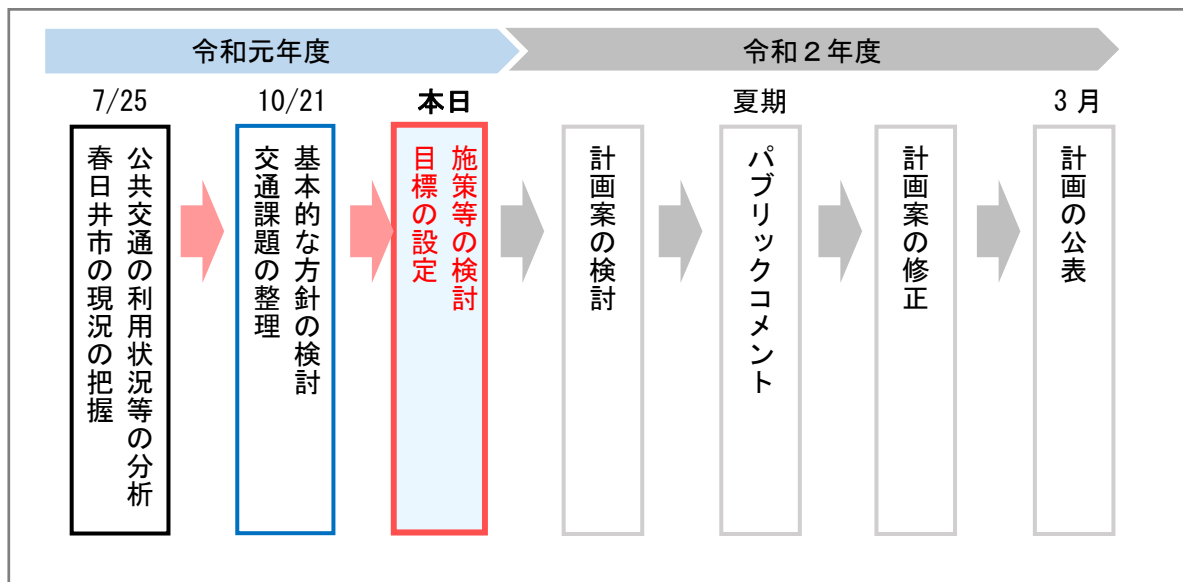 令和元年度
令和２年度
7/25
10/21
本日
夏期
3 月
公共交通の利用状況等の分析
春日井市の現況の把握
基本的な方針の検討
交通課題の整理
施策等の検討
目標の設定
計画案の検討
パブリックコメント
計画案の修正
計画の公表